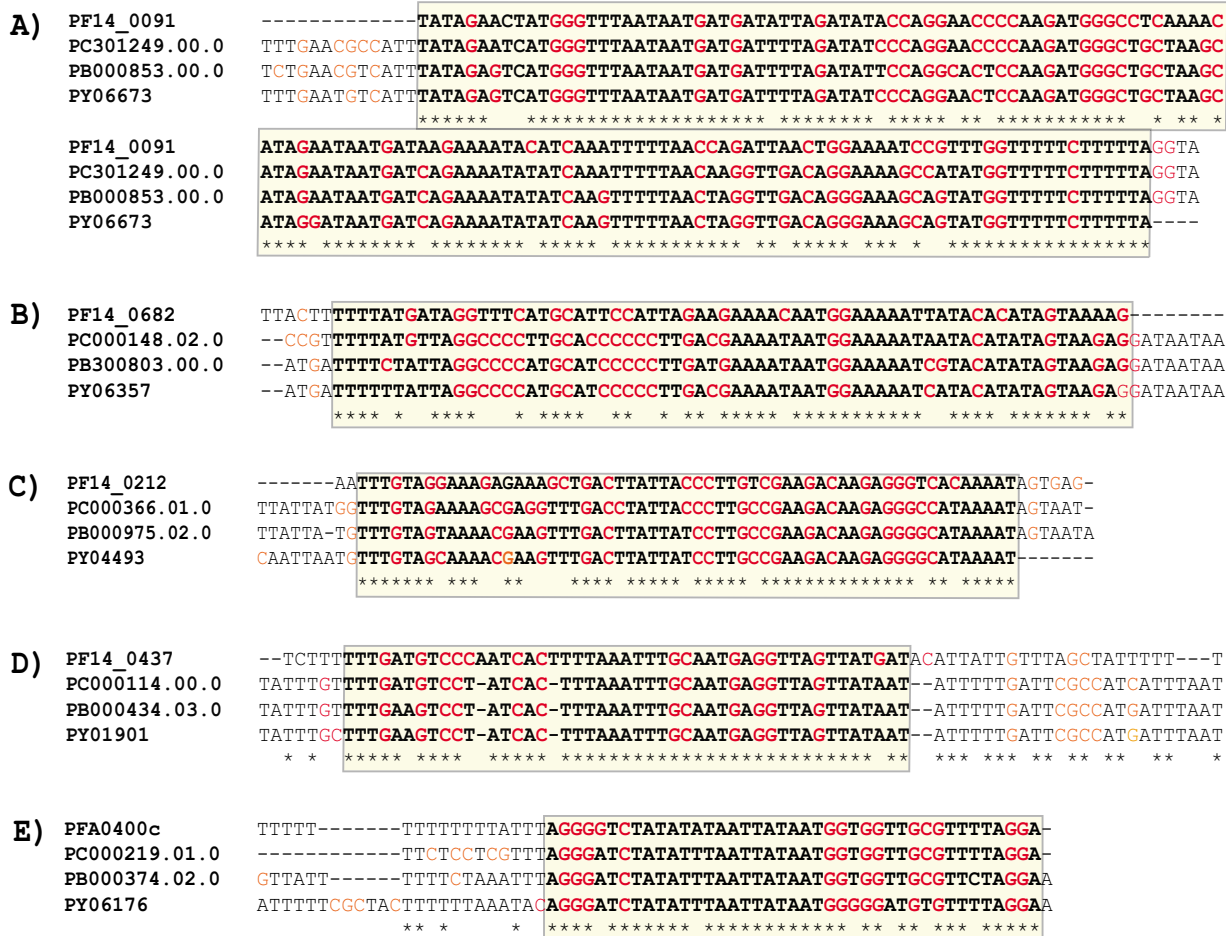 A) PF14_0091 ------------TATAGAACTATGGGTTTAATAATGATGATATTAGATATACCAGGAACCCCAAGATGGGCCTCAAAAC
PC301249.00.0 TTTGAACGCCATTTATAGAATCATGGGTTTAATAATGATGATTTTAGATATCCCAGGAACCCCAAGATGGGCTGCTAAGC
PB000853.00.0 TCTGAACGTCATTTATAGAGTCATGGGTTTAATAATGATGATTTTAGATATTCCAGGCACTCCAAGATGGGCTGCTAAGC
PY06673 TTTGAATGTCATTTATAGAGTCATGGGTTTAATAATGATGATTTTAGATATCCCAGGAACTCCAAGATGGGCTGCTAAGC
****** ***************** ******** ***** ** *********** * ** *
PF14_0091 ATAGAATAATGATAAGAAAATACATCAAATTTTTAACCAGATTAACTGGAAAATCCGTTTGGTTTTTCTTTTTAGGTA
PC301249.00.0 ATAGAATAATGATCAGAAAATATATCAAATTTTTAACAAGGTTGACAGGAAAAGCCATATGGTTTTTCTTTTTAGGTA
PB000853.00.0 ATAGAATAATGATCAGAAAATATATCAAGTTTTTAACTAGGTTGACAGGGAAAGCAGTATGGTTTTTCTTTTTAGGTA
PY06673 ATAGGATAATGATCAGAAAATATATCAAGTTTTTAACTAGGTTGACAGGGAAAGCAGTATGGTTTTTCTTTTTA----
**** ******** ******** ***** ******** ** ** ** ** *** * * ***************
B) PF14_0682 TTACTTTTTTATGATAGGTTTCATGCATTCCATTAGAAGAAAACAATGGAAAAATTATACACATAGTAAAAG--------
PC000148.02.0 --CCGTTTTTATGTTAGGCCCCTTGCACCCCCCTTGACGAAAATAATGGAAAAATAATACATATAGTAAGAGGATAATAA
PB300803.00.0 --ATGATTTTCTATTAGGCCCCATGCATCCCCCTTGATGAAAATAATGGAAAAATCGTACATATAGTAAGAGGATAATAA
PY06357 --ATGATTTTTTATTAGGCCCCATGCATCCCCCTTGACGAAAATAATGGAAAAATCATACATATAGTAAGAGGATAATAA
**** * **** * **** ** * ** ***** *********** **** ******* **
C) PF14_0212 ------AATTTGTAGGAAAGAGAAAGCTGACTTATTACCCTTGTCGAAGACAAGAGGGTCACAAAATAGTGAG-
PC000366.01.0 TTATTATGGTTTGTAGAAAAGCGAGGTTTGACCTATTACCCTTGCCGAAGACAAGAGGGCCATAAAATAGTAAT-
PB000975.02.0 TTATTA-TGTTTGTAGTAAAACGAAGTTTGACTTATTATCCTTGCCGAAGACAAGAGGGGCATAAAATAGTAATA
PY04493 CAATTAATGTTTGTAGCAAAACGAAGTTTGACTTATTATCCTTGCCGAAGACAAGAGGGGCATAAAAT-------
******* *** ** **** ***** ***** ************** ** *****
D) PF14_0437 --TCTTTTTTGATGTCCCAATCACTTTTAAATTTGCAATGAGGTTAGTTATGATACATTATTGTTTAGCTATTTTT---T
PC000114.00.0 TATTTGTTTTGATGTCCT-ATCAC-TTTAAATTTGCAATGAGGTTAGTTATAAT--ATTTTTGATTCGCCATCATTTAAT
PB000434.03.0 TATTTGTTTTGAAGTCCT-ATCAC-TTTAAATTTGCAATGAGGTTAGTTATAAT--ATTTTTGATTCGCCATGATTTAAT
PY01901 TATTTGCTTTGAAGTCCT-ATCAC-TTTAAATTTGCAATGAGGTTAGTTATAAT--ATTTTTGATTCGCCATGATTTAAT
* * ***** **** ***** ************************** ** *** *** ** ** ** ** *
E) PFA0400c TTTTT-------TTTTTTTTATTTAGGGGTCTATATATAATTATAATGGTGGTTGCGTTTTAGGA-
PC000219.01.0 ------------TTCTCCTCGTTTAGGGATCTATATTTAATTATAATGGTGGTTGCGTTTTAGGA-
PB000374.02.0 GTTATT------TTTTCTAAATTTAGGGATCTATATTTAATTATAATGGTGGTTGCGTTCTAGGAA
PY06176 ATTTTTCGCTACTTTTTTAAATACAGGGATCTATATTTAATTATAATGGGGGATGTGTTTTAGGAA
** * * **** ******* ************ ** ** *** *****